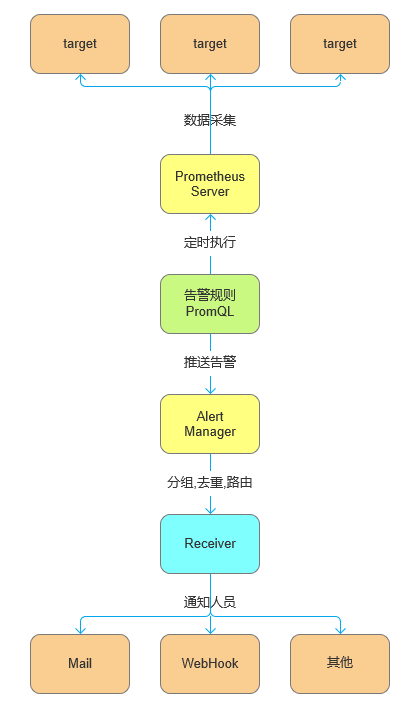 target
target
target
数据采集
Prometheus
Server
定时执行
告警规则
PromQL
推送告警
Alert
Manager
分组,去重,路由
Receiver
通知人员
Mail
WebHook
其他